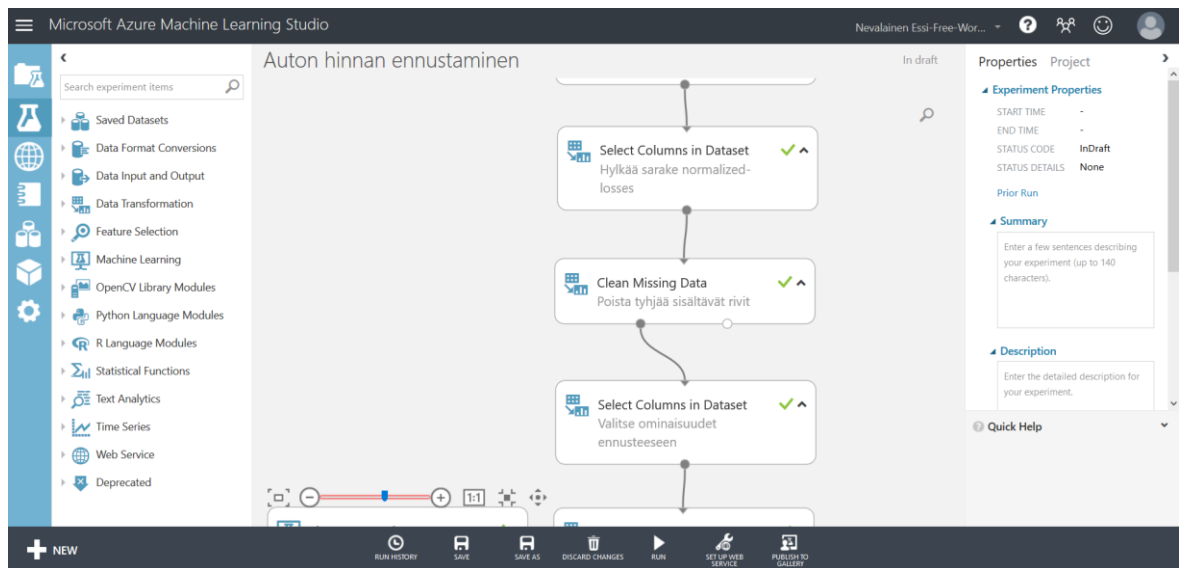 Microsoft Azure Machine Learning Studio
Nevalainen Essi-Free-Wor...
?
Search experiment items
Saved Datasets
Data Format Conversions
Data Input and Output
Data Transformation
Feature Selection
Machine Learning
OpenCV Library Modules
Python Language Modules
R Language Modules
Statistical Functions
Text Analytics
Time Series
Web Service
Deprecated
Auton hinnan ennustaminen
In draft
Select Columns in Dataset
Hylkää sarake normalized-
losses
Clean Missing Data
Poista tyhjää sisältävät rivit
Select Columns in Dataset
Valitse ominaisuudet
ennusteeseen
1:1
Properties Project
Experiment Properties
START TIME -
END TIME -
STATUS CODE InDraft
STATUS DETAILS None
Prior Run
Summary
Enter a few sentences describing
your experiment (up to 140
characters).
Description
Enter the detailed description for
your experiment.
Quick Help
NEW
RUN HISTORY
SAVE
SAVE AS
DISCARD CHANGES
RUN
SET UP WEB
SERVICE
PUBLISH TO
GALLERY